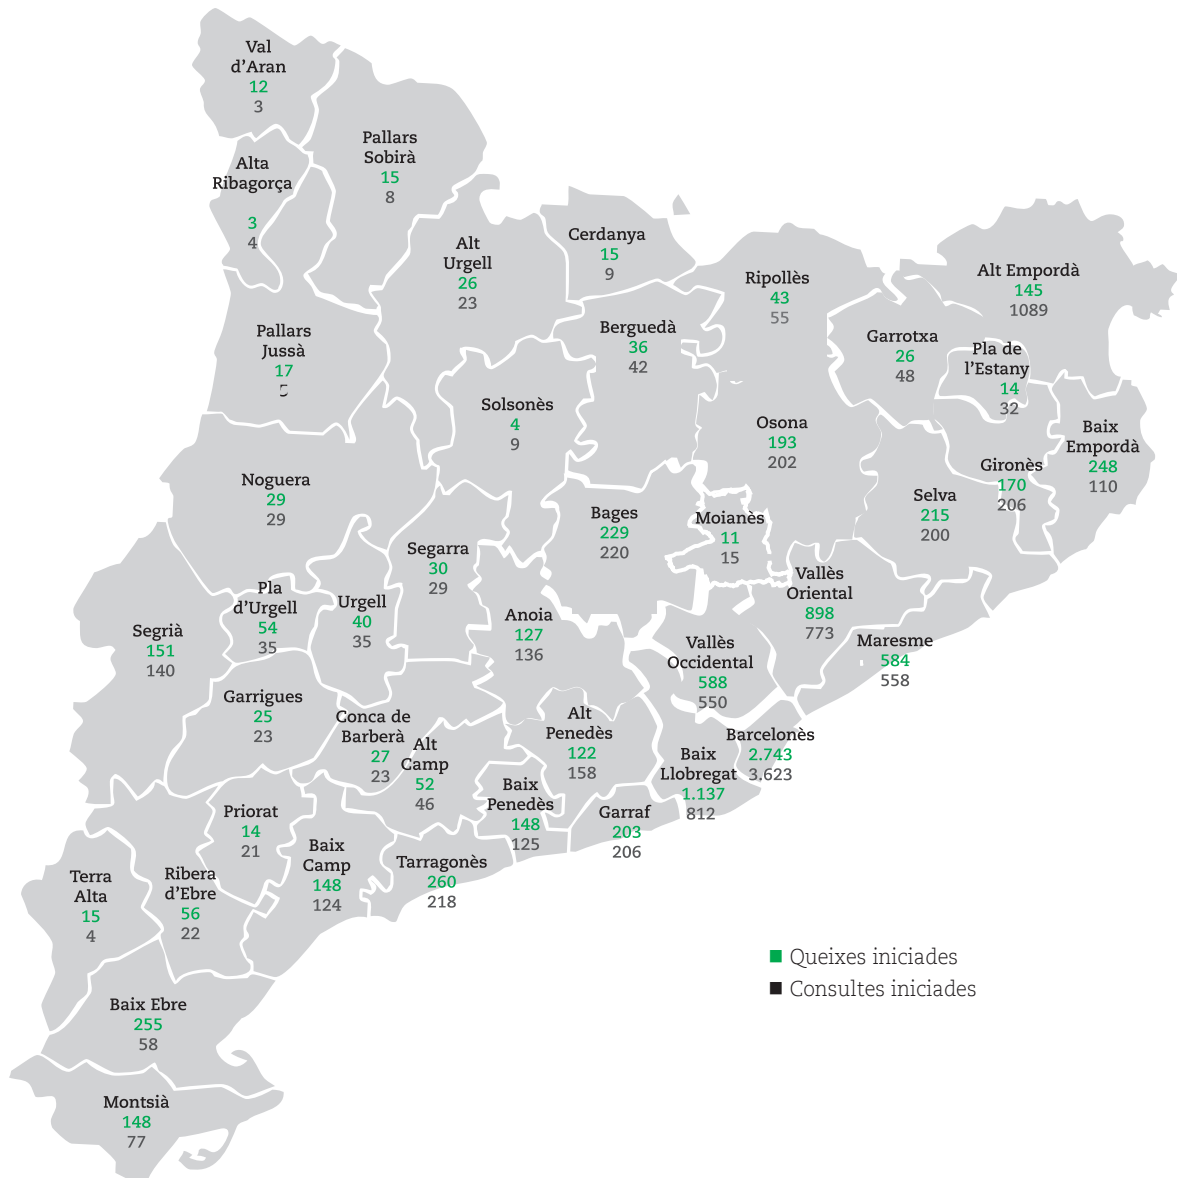 Val
d'Aran
12
3
Pallars
Sobirà
15
8
Alta
Ribagorça
3
4
Alt
Urgell
26
23
Cerdanya
15
9
Ripollès
43
55
Alt Empordà
145
1089
Pallars
Jussà
17
Berguedà
36
42
Garrotxa
26
48
Pla de
l'Estany
14
32
Solsonès
4
9
Osona
193
202
Baix
Empordà
248
110
Gironès
170
206
Noguera
29
29
Selva
215
200
Bages
229
220
Moianès
11
15
Segarra
30
29
Vallès
Oriental
898
773
Pla
d'Urgell
54
35
Urgell
40
35
Anoia
127
136
Segrià
151
140
Vallès
Occidental
588
550
Maresme
584
558
Garrigues
25
23
Conca de
Barberà
27
23
Alt
Camp
52
46
Alt
Penedès
122
158
Barcelonès
2.743
3.623
Baix
Llobregat
1.137
812
Baix
Penedès
148
125
Priorat
14
21
Garraf
203
206
Baix
Camp
148
124
Tarragonès
260
218
Terra
Alta
15
4
Ribera
d'Ebre
56
22
Queixes iniciades
Consultes iniciades
Baix Ebre
255
58
Montsià
148
77